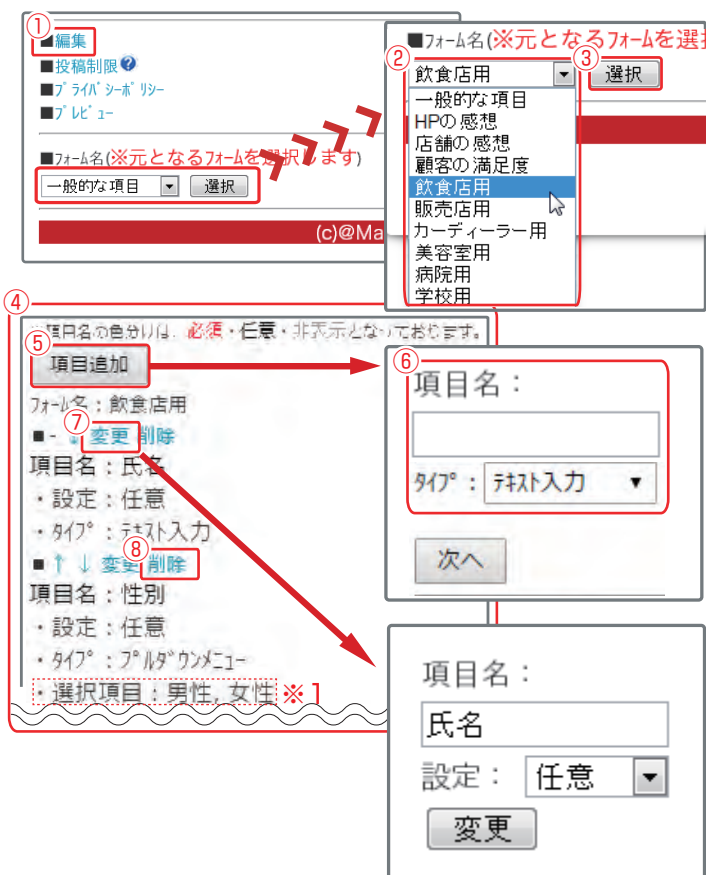 ①
■編集
■投稿制限?
■プライバシーポリシー
■プレビュー
■フォーム名(※元となるフォームを選択します)
一般的な項目 選択
(c)@Ma
■フォーム名(※元となるフォームを選
② ③
飲食店用 選択
一般的な項目
HPの感想
店舗の感想
顧客の満足度
飲食店用
販売店用
カーディーラー用
美容室用
病院用
学校用
④
※項目名の色分けは、必須・任意・非表示となっております。
⑤
項目追加
フォーム名：飲食店用
⑦
■- ↓ 変更 削除
項目名：氏名
・設定：任意
・タイプ：テキスト入力
⑧
■↑ ↓ 変更 削除
項目名：性別
・設定：任意
・タイプ：プルダウンメニュー
・選択項目：男性, 女性 ※1
⑥
項目名：
タイプ：テキスト入力 ▼
次へ
項目名：
氏名
設定： 任意
変更